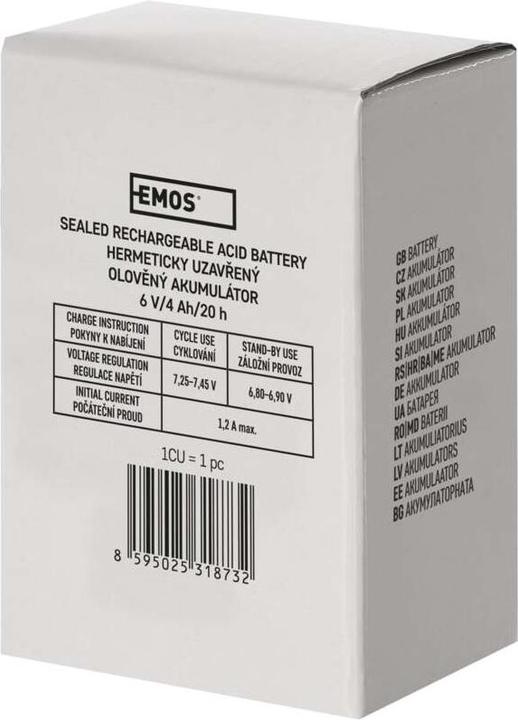 EMOS®
SEALED RECHARGEABLE ACID BATTERY
HERMETICKY UZAVŘENÝ
OLOVĚNÝ AKUMULÁTOR
6 V/4 Ah/20 h
CHARGE INSTRUCTION
POKYNY K NABÍJENÍ
CYCLE USE
CYKLOVÁNÍ
STAND-BY USE
ZÁLOŽNÍ PROVOZ
VOLTAGE REGULATION
REGULACE NAPĚTÍ
7,25-7,45 V
6,80-6,90 V
INITIAL CURRENT
POČÁTEČNÍ PROUD
1,2 A max.
1CU = 1 pc
8 595025 318732
GB BATTERY
CZ AKUMULÁTOR
SK AKUMULÁTOR
PL AKUMULATOR
HU AKKUMULÁTOR
SI AKUMULATOR
RS|HR|BA|ME AKUMULATOR
DE AKKUMULATOR
UA БАТАРЕЯ
RO|MD BATERII
LT AKUMULIATORIUS
LV AKUMULATORS
EE AKUMULAATOR
BG АКУМУЛАТОРНАТА